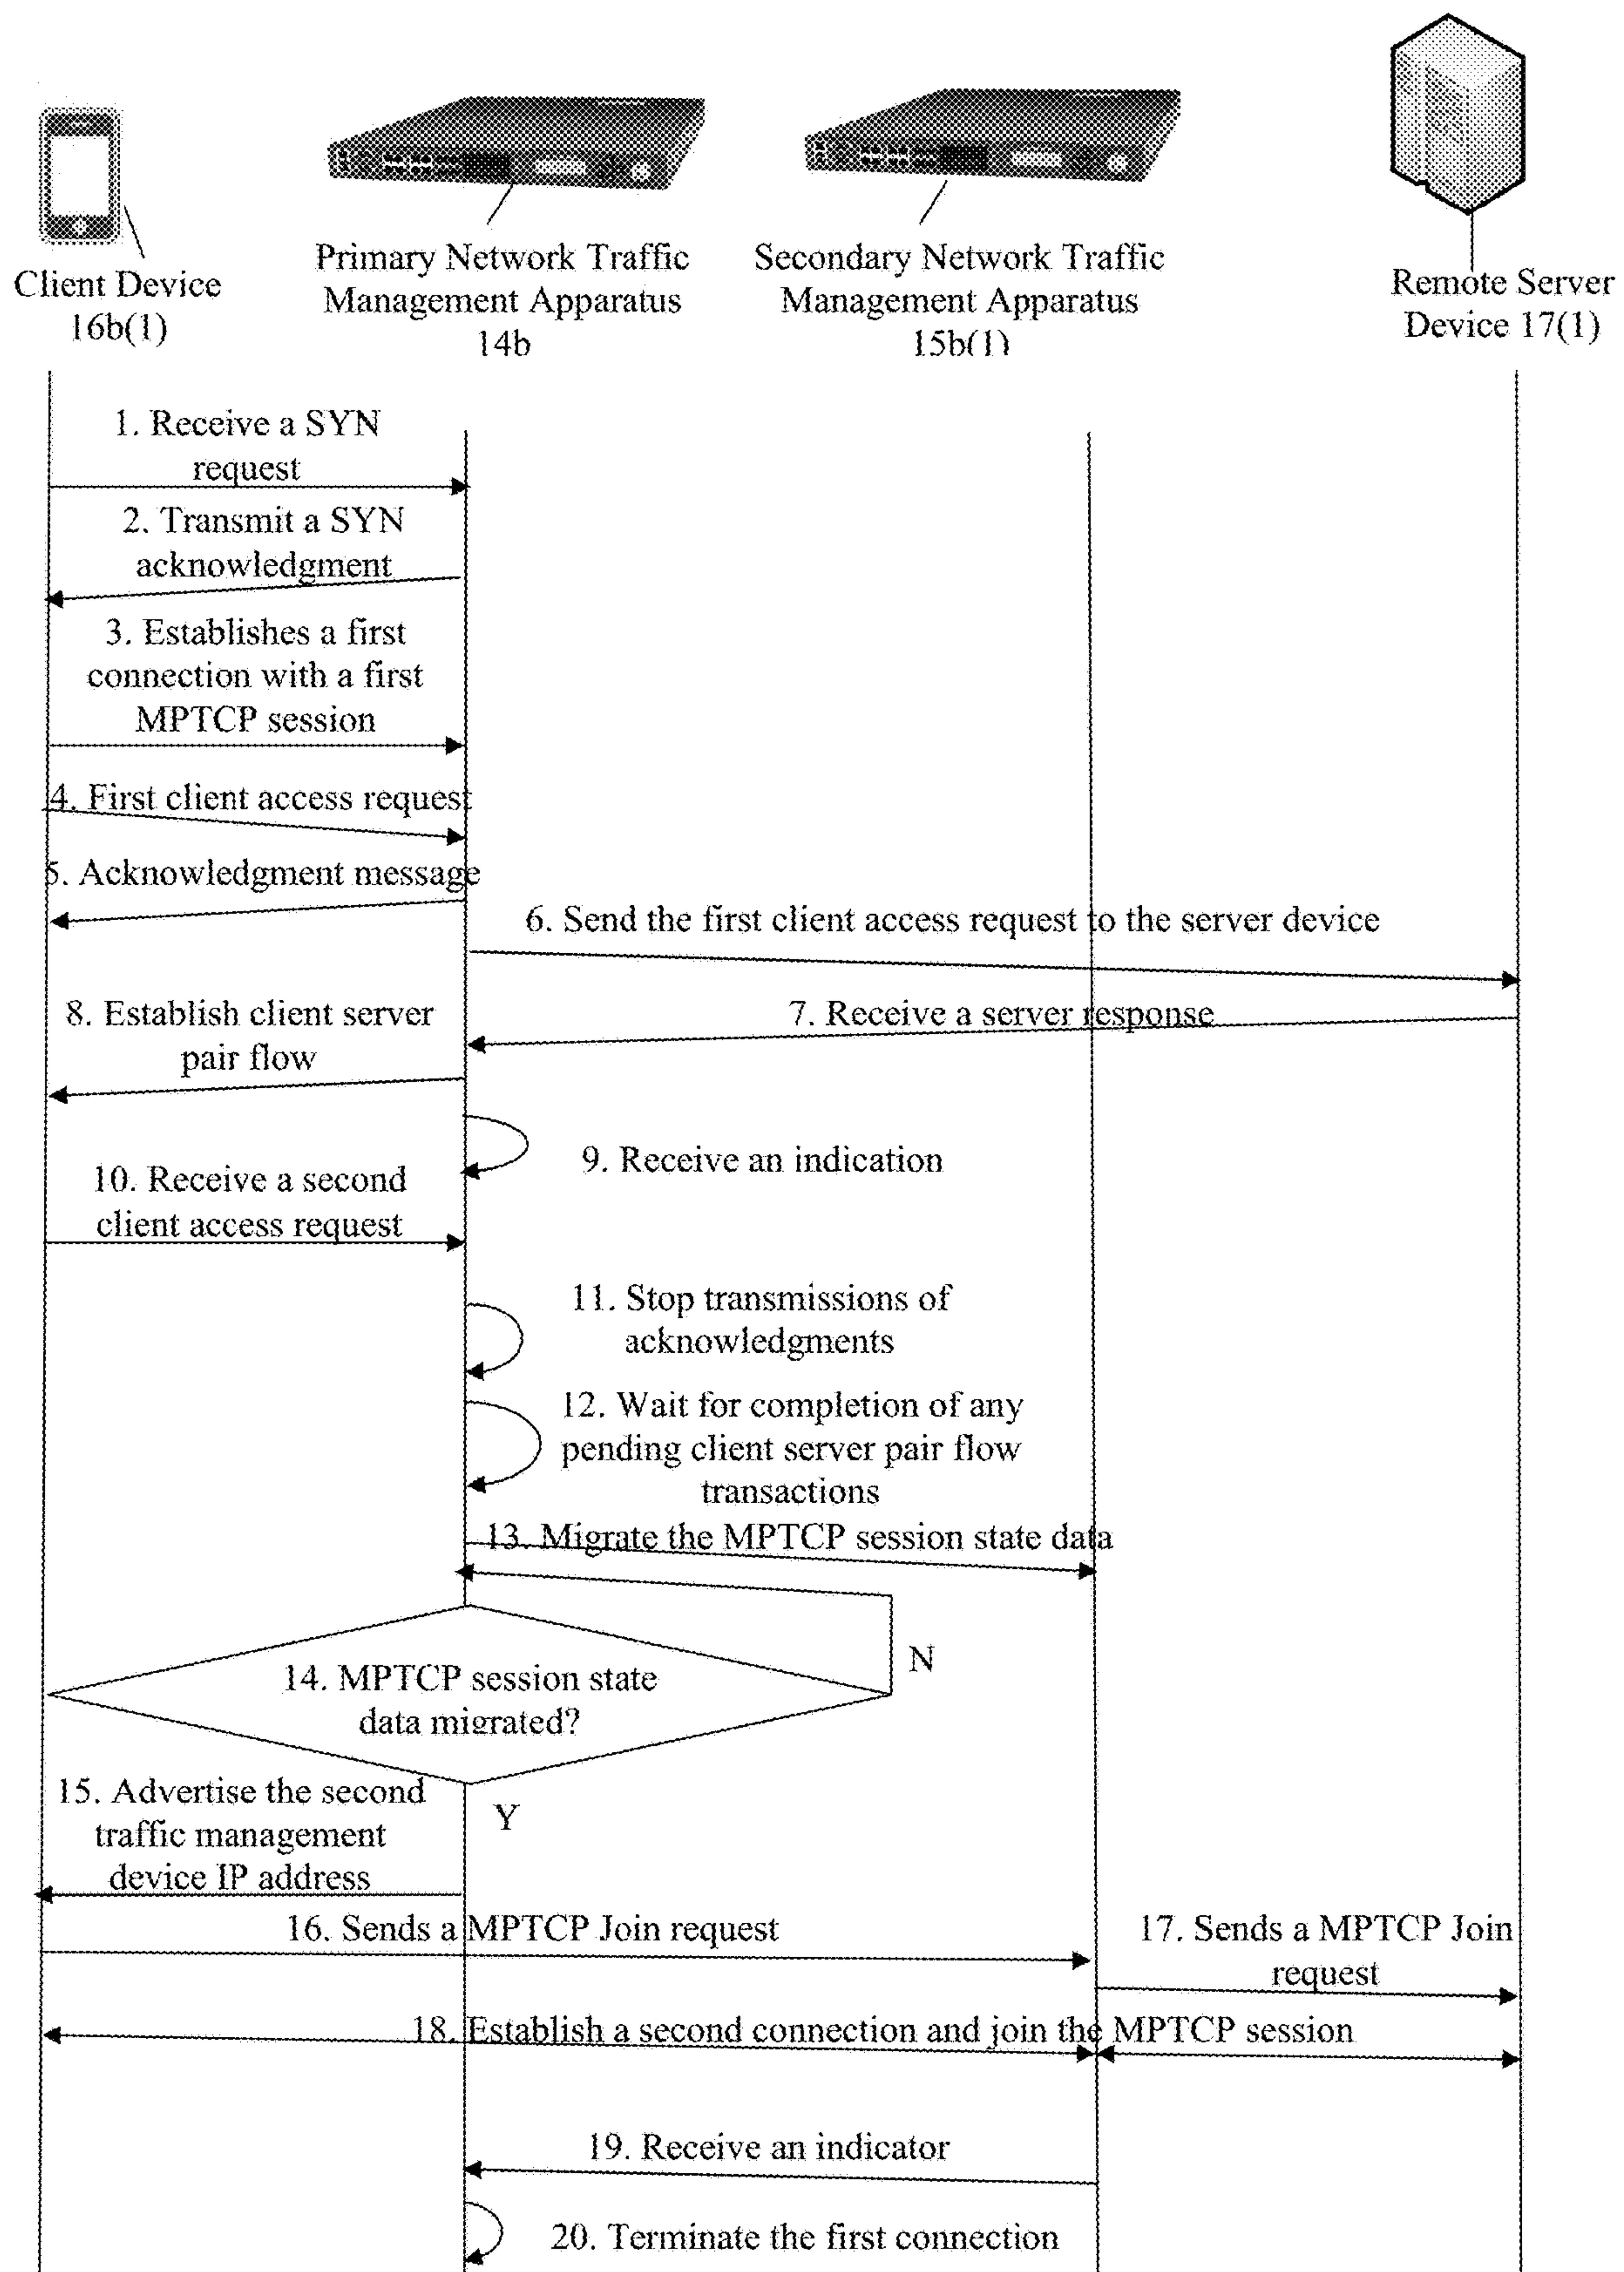 Client Device
16b(1)
Primary Network Traffic
Management Apparatus
14b
Secondary Network Traffic
Management Apparatus
15b(1)
Remote Server
Device 17(1)
1. Receive a SYN
request
2. Transmit a SYN
acknowledgment
3. Establishes a first
connection with a first
MPTCP session
4. First client access request
5. Acknowledgment message
6. Send the first client access request to the server device
7. Receive a server response
8. Establish client server
pair flow
9. Receive an indication
10. Receive a second
client access request
11. Stop transmissions of
acknowledgments
12. Wait for completion of any
pending client server pair flow
transactions
13. Migrate the MPTCP session state data
N
14. MPTCP session state
data migrated?
Y
15. Advertise the second
traffic management
device IP address
16. Sends a MPTCP Join request
17. Sends a MPTCP Join
request
18. Establish a second connection and join the MPTCP session
19. Receive an indicator
20. Terminate the first connection